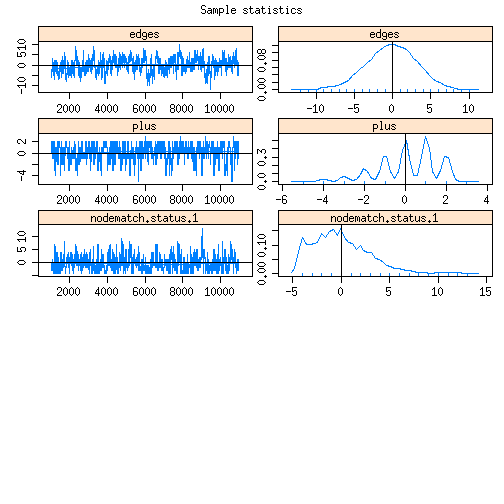 Sample statistics
edges edges
-10 0 5 10 0.00 0.08
2000 4000 6000 8000 10000 -10 -5 0 5 10
plus plus
-4 0 2 0.0 0.3
2000 4000 6000 8000 10000 -6 -4 -2 0 2 4
nodematch.status.1 nodematch.status.1
0 5 10 0.00 0.10
2000 4000 6000 8000 10000 -5 0 5 10 15